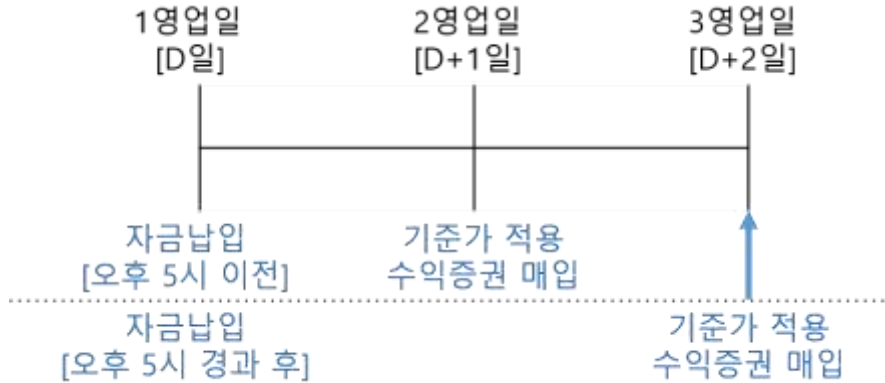 1영업일 2영업일 3영업일
[D일] [D+1일] [D+2일]
자금납입 기준가 적용
[오후 5시 이전] 수익증권 매입
자금납입 기준가 적용
[오후 5시 경과 후] 수익증권 매입